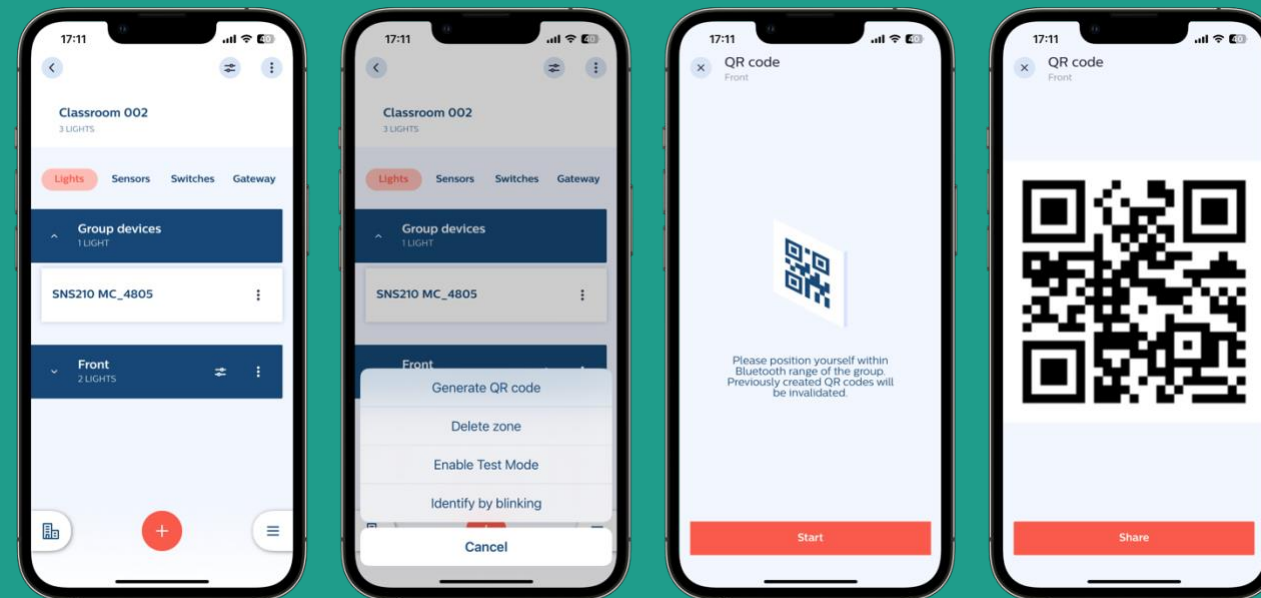 17:11
40
Classroom 002
3 LIGHTS
Lights Sensors Switches Gateway
Group devices
1 LIGHT
SNS210 MC_4805
Front
2 LIGHTS
17:11
40
Classroom 002
3 LIGHTS
Lights Sensors Switches Gateway
Group devices
1 LIGHT
SNS210 MC_4805
Front
Generate QR code
Delete zone
Enable Test Mode
Identify by blinking
Cancel
17:11
40
QR code
Front
Please position yourself within
Bluetooth range of the group.
Previously created QR codes will
be invalidated.
Start
17:11
40
QR code
Front
Share